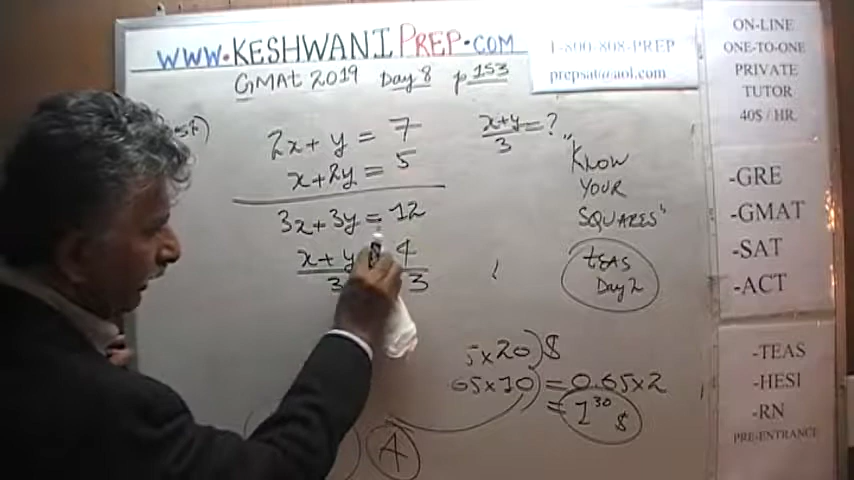 www.KESHWANIPREP.COM
1-800-808-PREP
prepsat@aol.com
GMAT 2019 Day 8 p 153
2x + y = 7
x + 2y = 5
3x + 3y = 12
x + y 4
3 3
x+y
3 = ?
"KNOW
YOUR
SQUARES"
TEAS
Day 2
5x20) $
65x10) = 0.65x2
= 1 30 $
A
ON-LINE
ONE-TO-ONE
PRIVATE
TUTOR
40$ / HR.
-GRE
-GMAT
-SAT
-ACT
-TEAS
-HESI
-RN
PRE-ENTRANCE